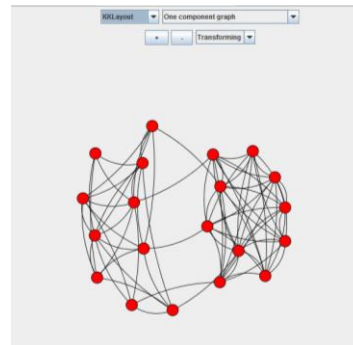 KKLayout One component graph
+ - Transforming